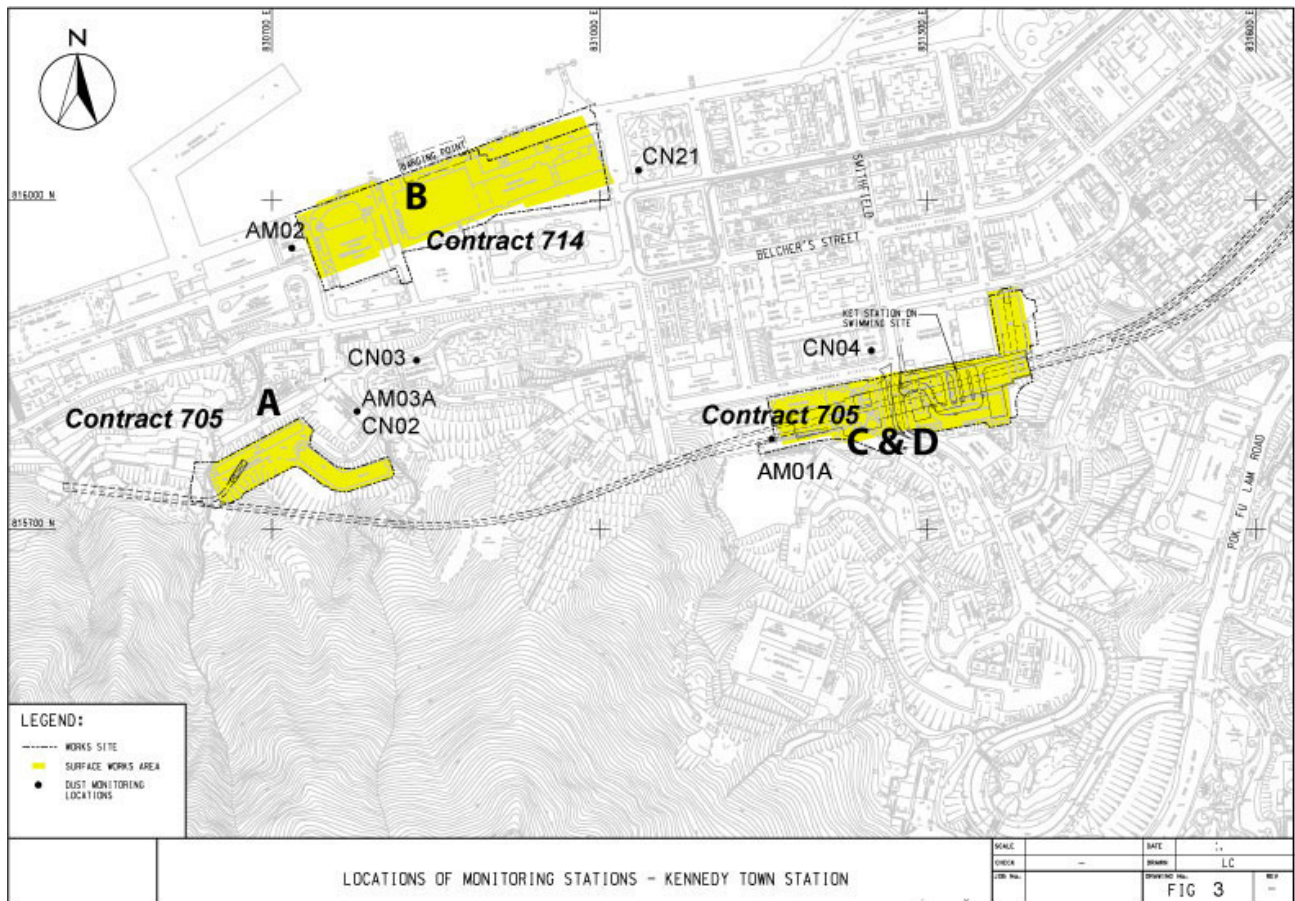 N
830700 E
831000 E
831300 E
831600 E
816000 N
815700 N
BARGING POINT
B
Contract 714
AM02
CN21
SMITHFIELD
BELCHER'S STREET
KET STATION ON
SWIMMING SITE
CN03
CN04
A
AM03A
CN02
Contract 705
Contract 705
C & D
AM01A
POK FU LAM ROAD
LEGEND:
WORKS SITE
SURFACE WORKS AREA
DUST MONITORING
LOCATIONS
LOCATIONS OF MONITORING STATIONS - KENNEDY TOWN STATION
SCALE
DATE
CHECK
-
DRAWN
LC
JOB No.
DRAWING No.
FIG 3
REV
-